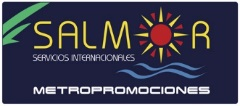 SALMOR
SERVICIOS INTERNACIONALES
METROPROMOCIONES